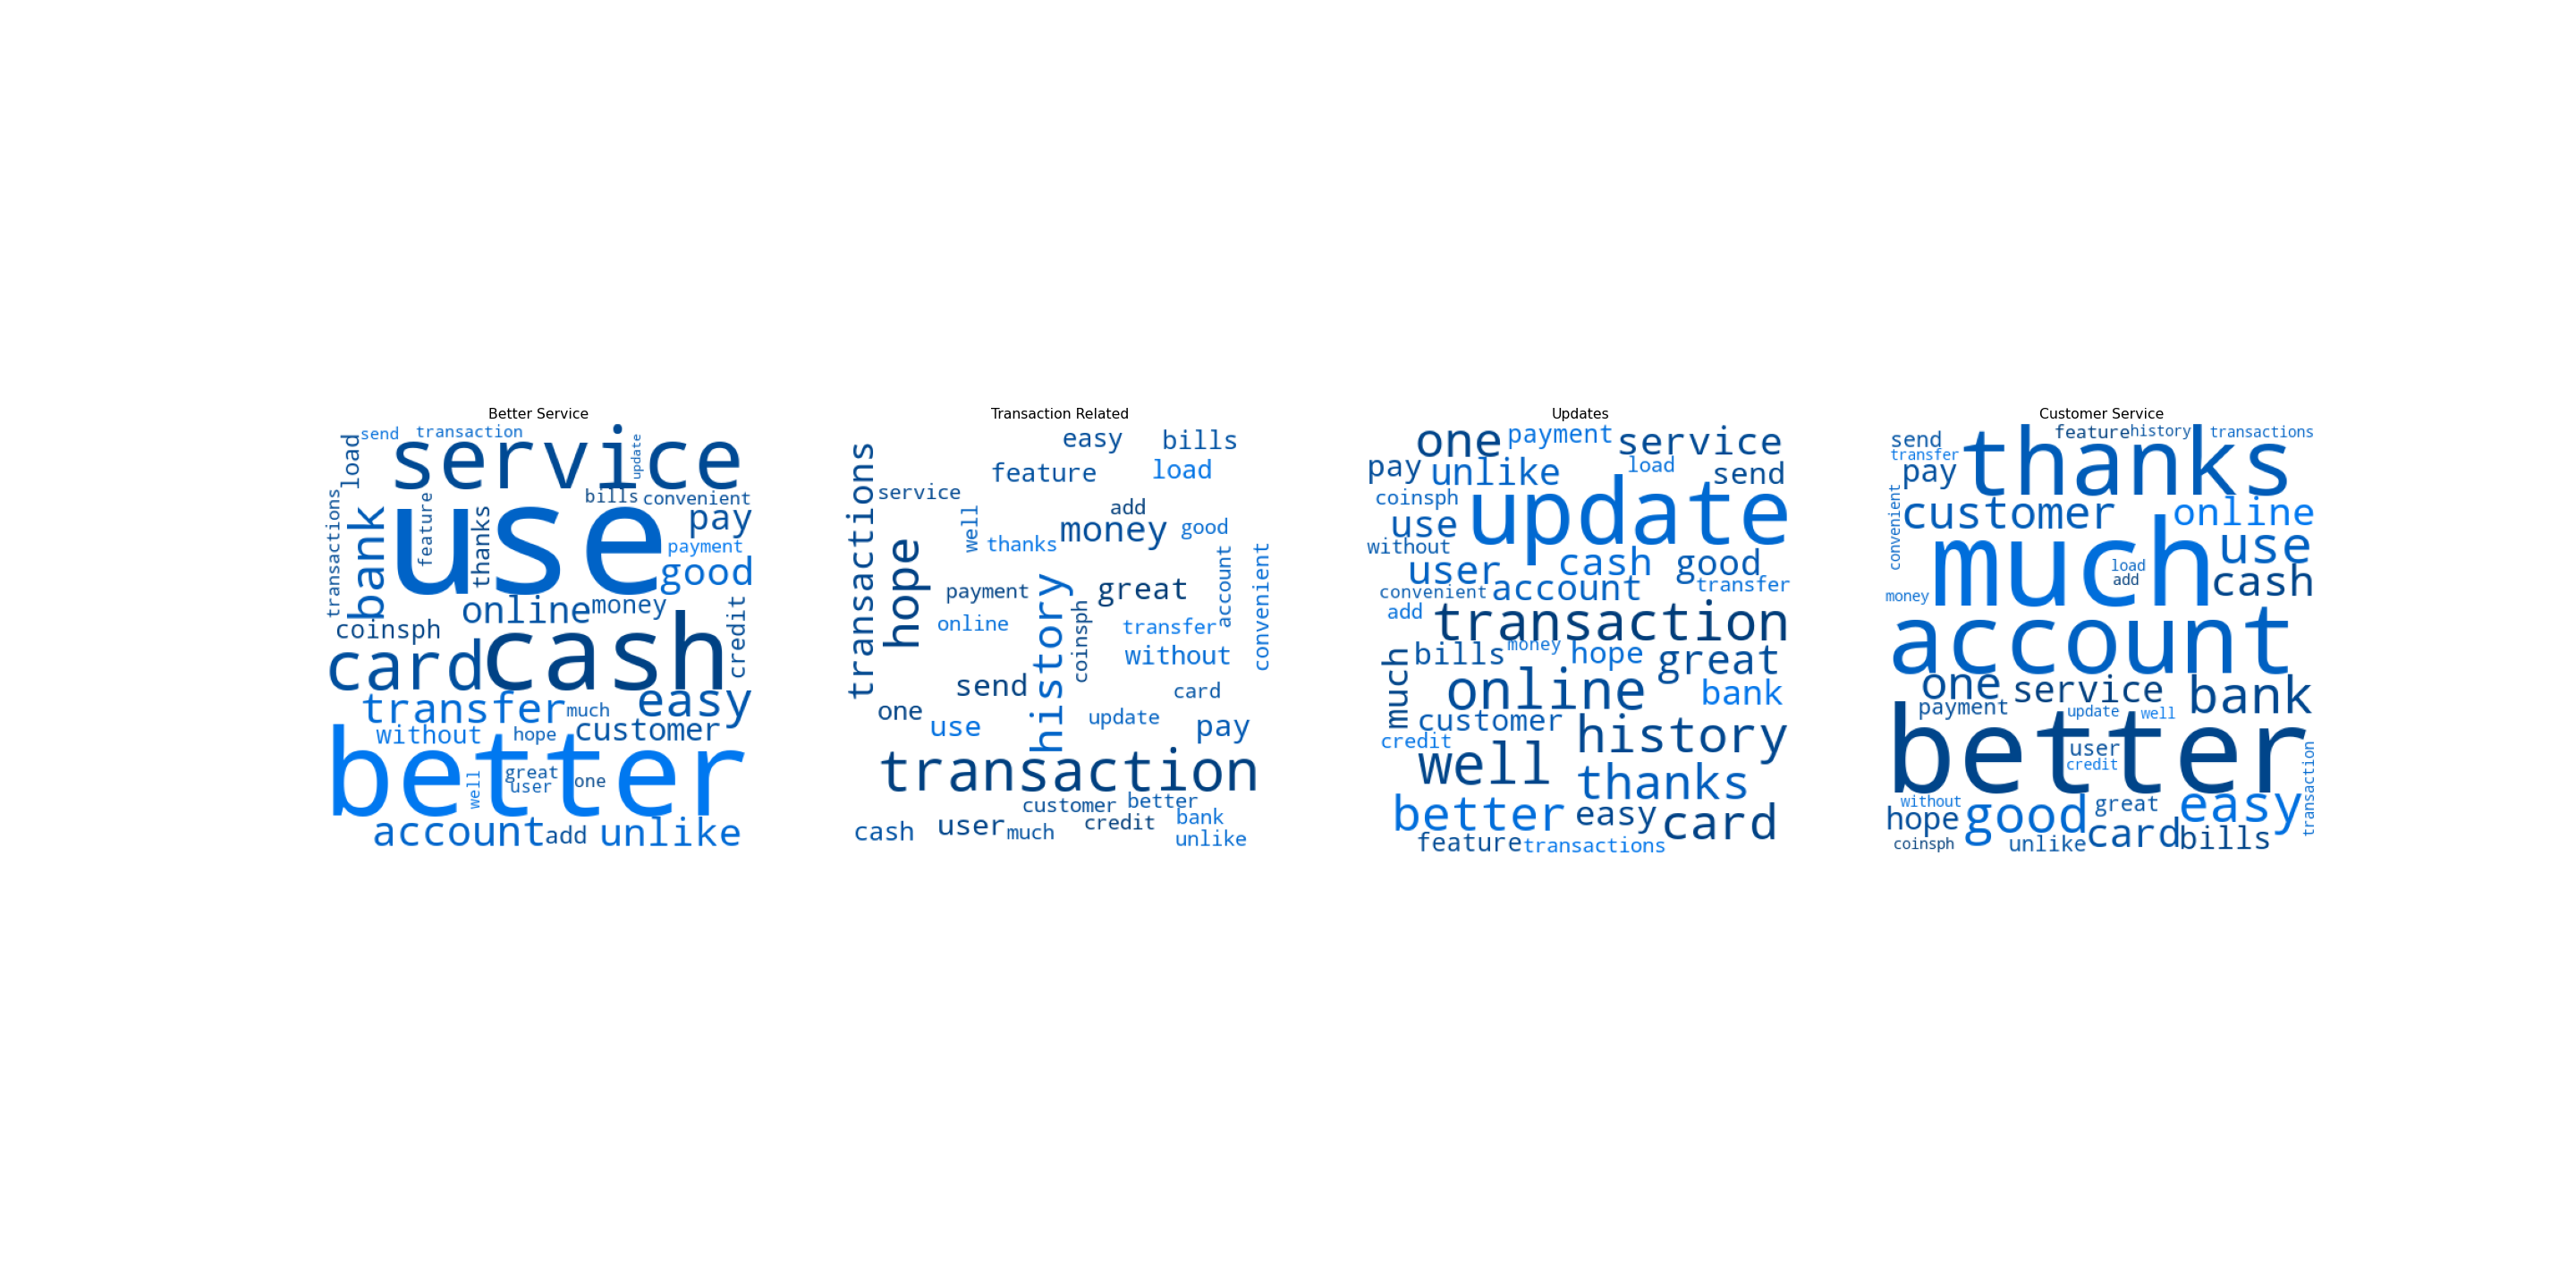 Better Service
send
transaction
load
service
update
bills
convenient
transactions
bank
feature
use
thanks
pay
payment
good
online
money
coinsph
credit
card
cash
transfer
much
easy
without
hope
customer
better
well
great
user
one
account
add
unlike
Transaction Related
easy
bills
feature
load
transactions
service
add
well
money
good
thanks
hope
payment
great
account
convenient
history
coinsph
online
transfer
without
send
card
one
use
update
pay
transaction
customer
better
cash
user
much
credit
bank
unlike
Updates
one
payment
service
pay
unlike
load
send
coinsph
update
use
without
user
cash
good
convenient
account
transfer
add
transaction
much
bills
money
hope
great
online
bank
customer
credit
history
well
thanks
better
easy
card
feature
transactions
Customer Service
send
feature
history
transactions
transfer
thanks
pay
convenient
customer
online
much
use
load
add
cash
money
account
one
service
bank
payment
update
well
better
user
credit
transaction
without
hope
good
great
easy
card
bills
coinsph
unlike